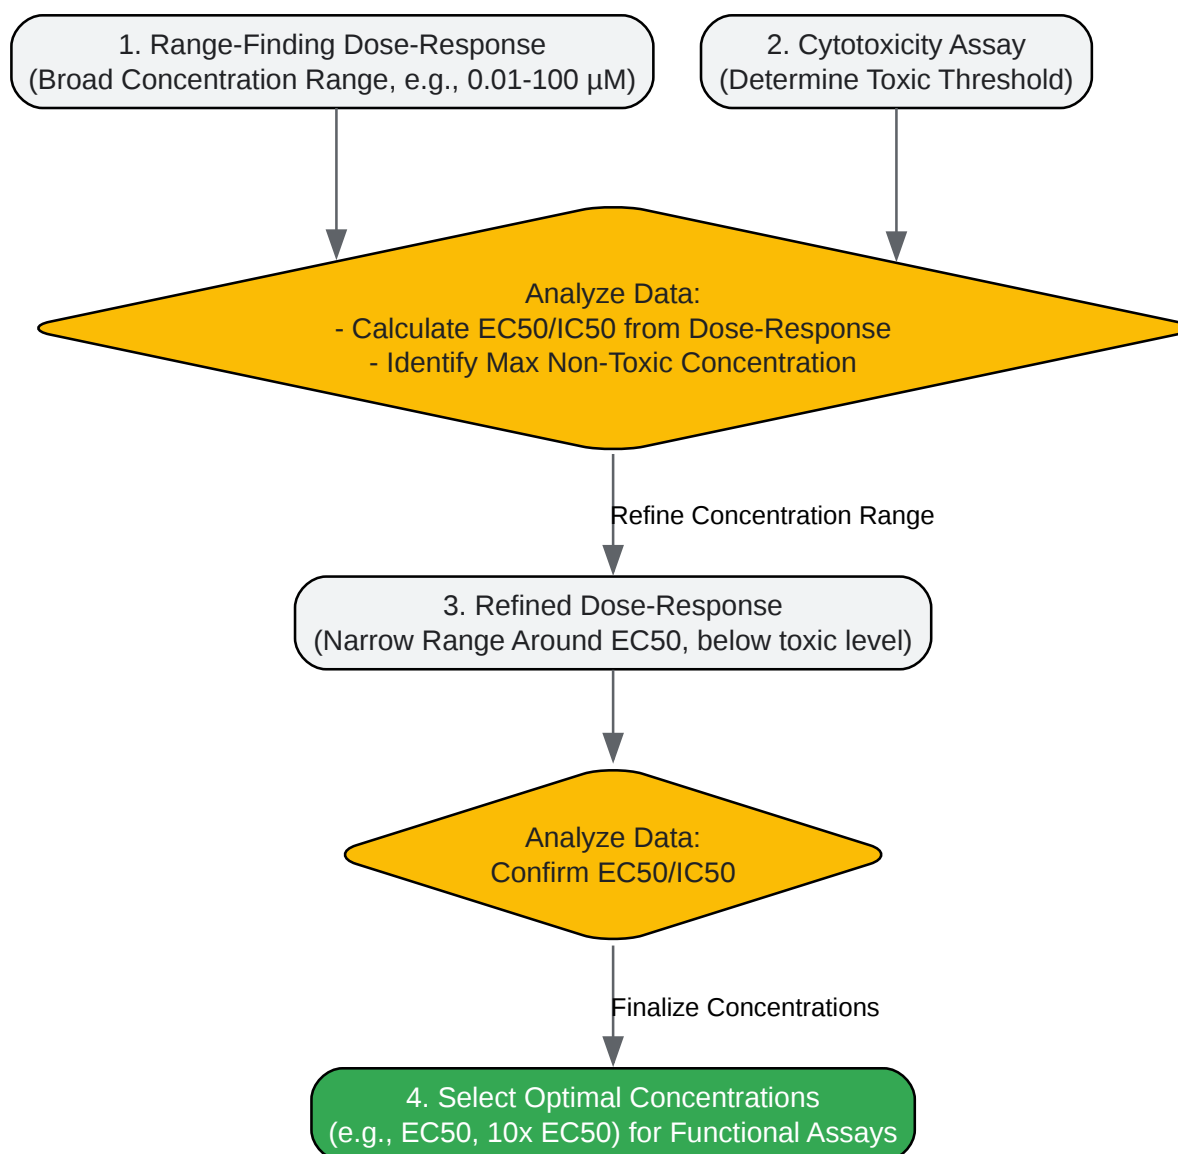 1. Range-Finding Dose-Response
(Broad Concentration Range, e.g., 0.01-100 µM)
2. Cytotoxicity Assay
(Determine Toxic Threshold)
Analyze Data:
- Calculate EC50/IC50 from Dose-Response
- Identify Max Non-Toxic Concentration
Refine Concentration Range
3. Refined Dose-Response
(Narrow Range Around EC50, below toxic level)
Analyze Data:
Confirm EC50/IC50
Finalize Concentrations
4. Select Optimal Concentrations
(e.g., EC50, 10x EC50) for Functional Assays